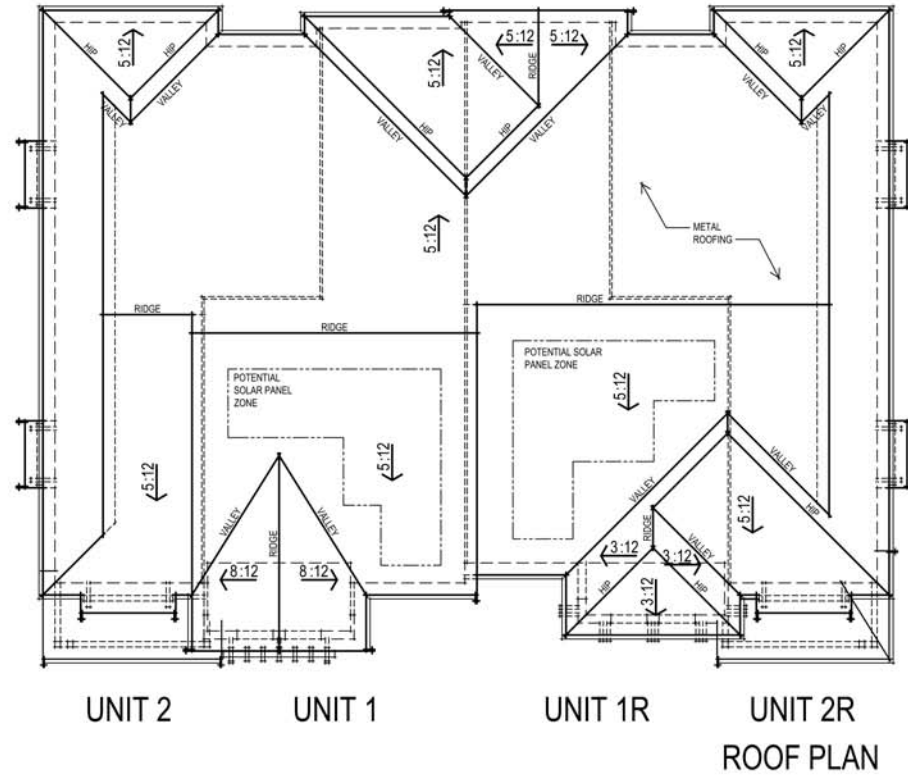 HIP
HIP
5:12
VALLEY
VALLEY
5:12
HIP
VALLEY
VALLEY
5:12
5:12
RIDGE
HIP
VALLEY
HIP
HIP
5:12
VALLEY
VALLEY
5:12
METAL
ROOFING
RIDGE
RIDGE
RIDGE
POTENTIAL
SOLAR PANEL
ZONE
POTENTIAL SOLAR
PANEL ZONE
5:12
5:12
5:12
VALLEY
RIDGE
VALLEY
8:12
8:12
VALLEY
RIDGE
VALLEY
VALLEY
HIP
5:12
3:12
3:12
3:12
HIP
HIP
UNIT 2
UNIT 1
UNIT 1R
UNIT 2R
ROOF PLAN